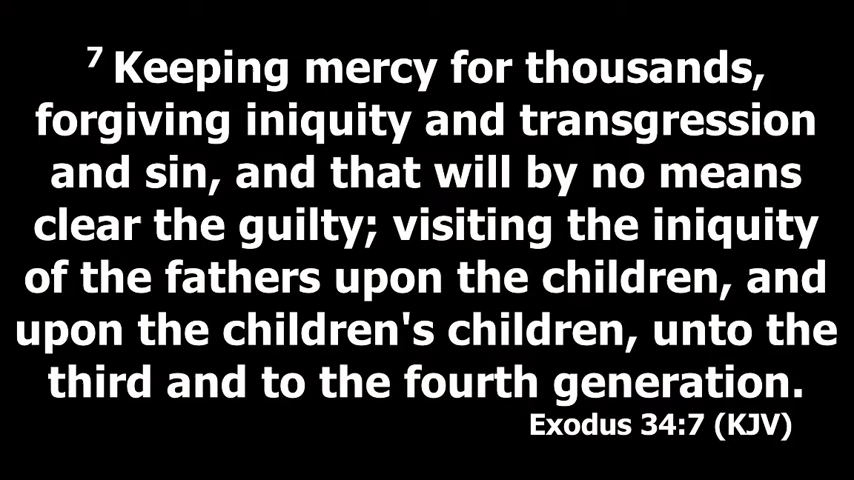 7 Keeping mercy for thousands,
forgiving iniquity and transgression
and sin, and that will by no means
clear the guilty; visiting the iniquity
of the fathers upon the children, and
upon the children's children, unto the
third and to the fourth generation.
Exodus 34:7 (KJV)